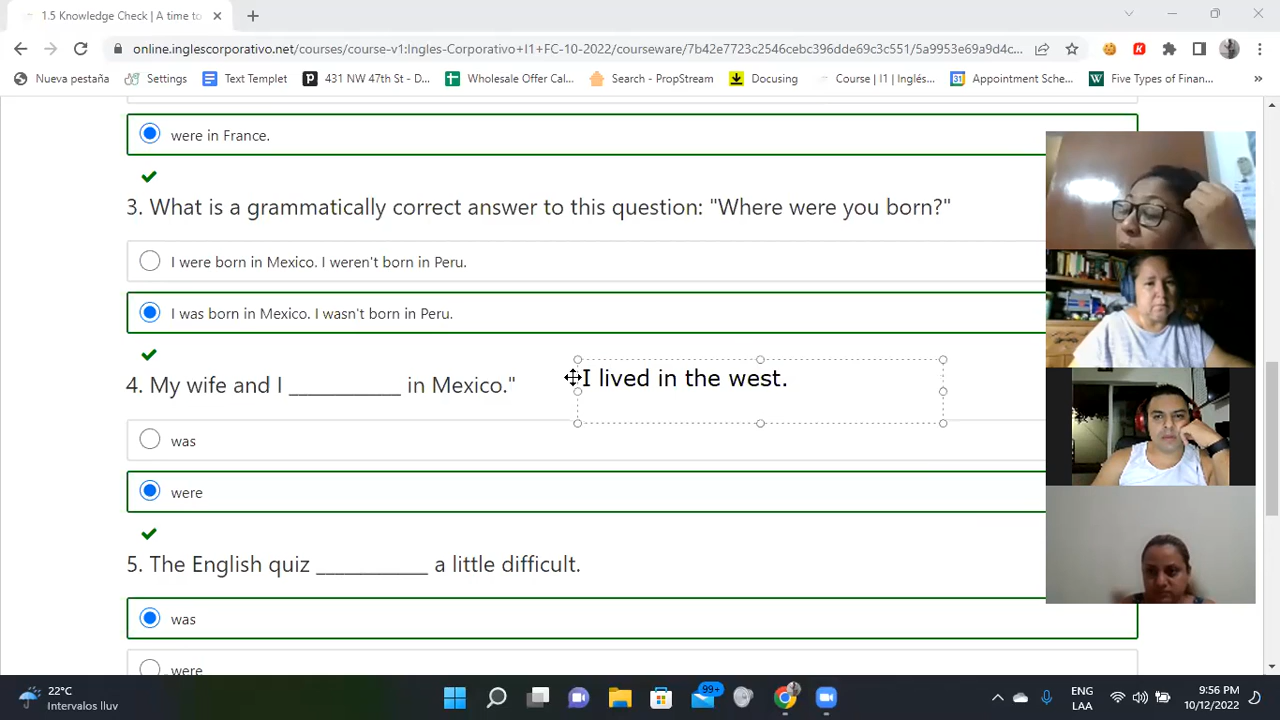 1.5 Knowledge Check | A time to
online.inglescorporativo.net/courses/course-v1:Ingles-Corporativo+I1+FC-10-2022/courseware/7b42e7723c2546cebc396dde69c3c551/5a9953e69a9d4c...
Nueva pestaña Settings Text Templet 431 NW 47th St - D... Wholesale Offer Cal... Search - PropStream Docusing Course | I1 | Inglés... Appointment Sche... Five Types of Finan... »
were in France.
3. What is a grammatically correct answer to this question: "Where were you born?"
I were born in Mexico. I weren't born in Peru.
I was born in Mexico. I wasn't born in Peru.
I lived in the west.
4. My wife and I ___________ in Mexico."
was
were
5. The English quiz ___________ a little difficult.
was
were
22°C
Intervalos lluv
99+
ENG
LAA
9:56 PM
10/12/2022